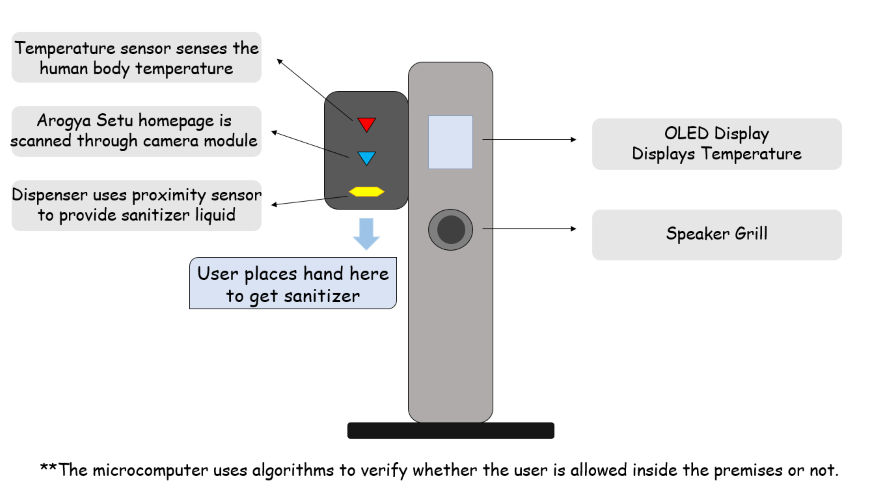 Temperature sensor senses the
human body temperature
Arogya Setu homepage is
scanned through camera module
Dispenser uses proximity sensor
to provide sanitizer liquid
User places hand here
to get sanitizer
OLED Display
Displays Temperature
Speaker Grill
**The microcomputer uses algorithms to verify whether the user is allowed inside the premises or not.